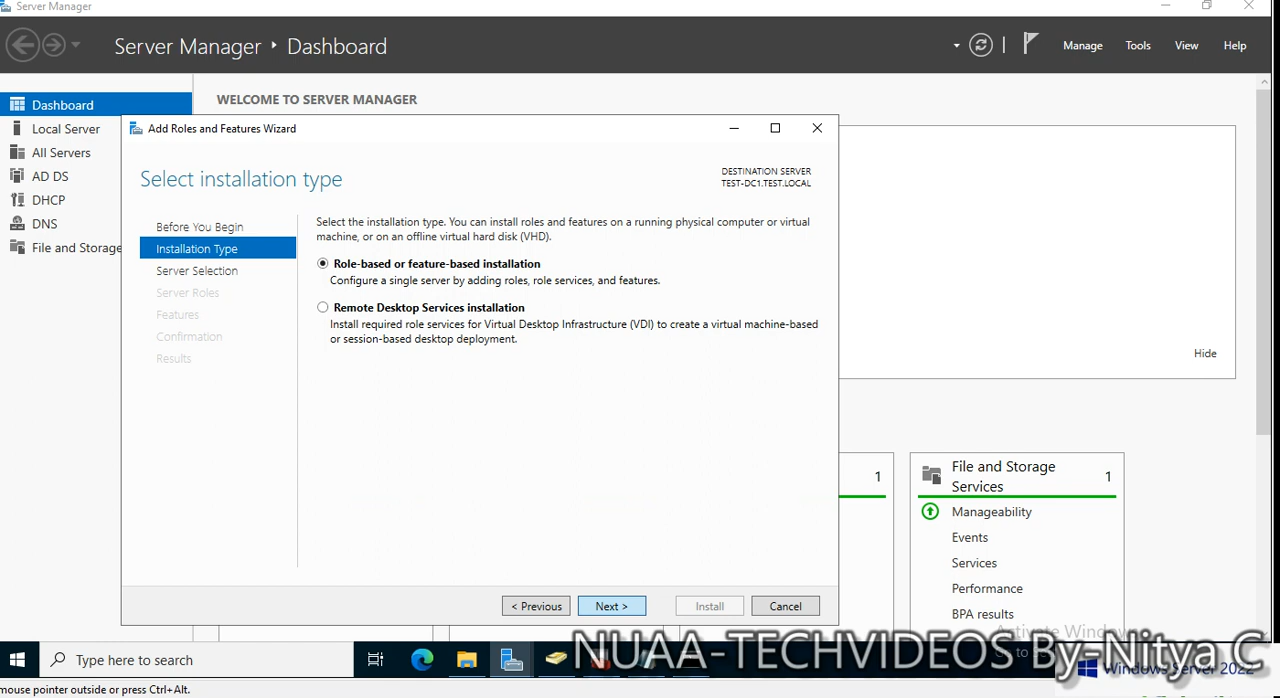 Server Manager
Server Manager ‣ Dashboard
Manage Tools View Help
Dashboard
Local Server
All Servers
AD DS
DHCP
DNS
File and Storage
WELCOME TO SERVER MANAGER
Add Roles and Features Wizard
Select installation type
DESTINATION SERVER
TEST-DC1.TEST.LOCAL
Before You Begin
Installation Type
Server Selection
Server Roles
Features
Confirmation
Results
Select the installation type. You can install roles and features on a running physical computer or virtual
machine, or on an offline virtual hard disk (VHD).
Role-based or feature-based installation
Configure a single server by adding roles, role services, and features.
Remote Desktop Services installation
Install required role services for Virtual Desktop Infrastructure (VDI) to create a virtual machine-based
or session-based desktop deployment.
< Previous Next > Install Cancel
Hide
1
File and Storage
Services 1
Manageability
Events
Services
Performance
BPA results
Activate Windows
Go to Se
NUAA-TECHVIDEOS By-Nitya C
Windows Server 2022
Type here to search
mouse pointer outside or press Ctrl+Alt.